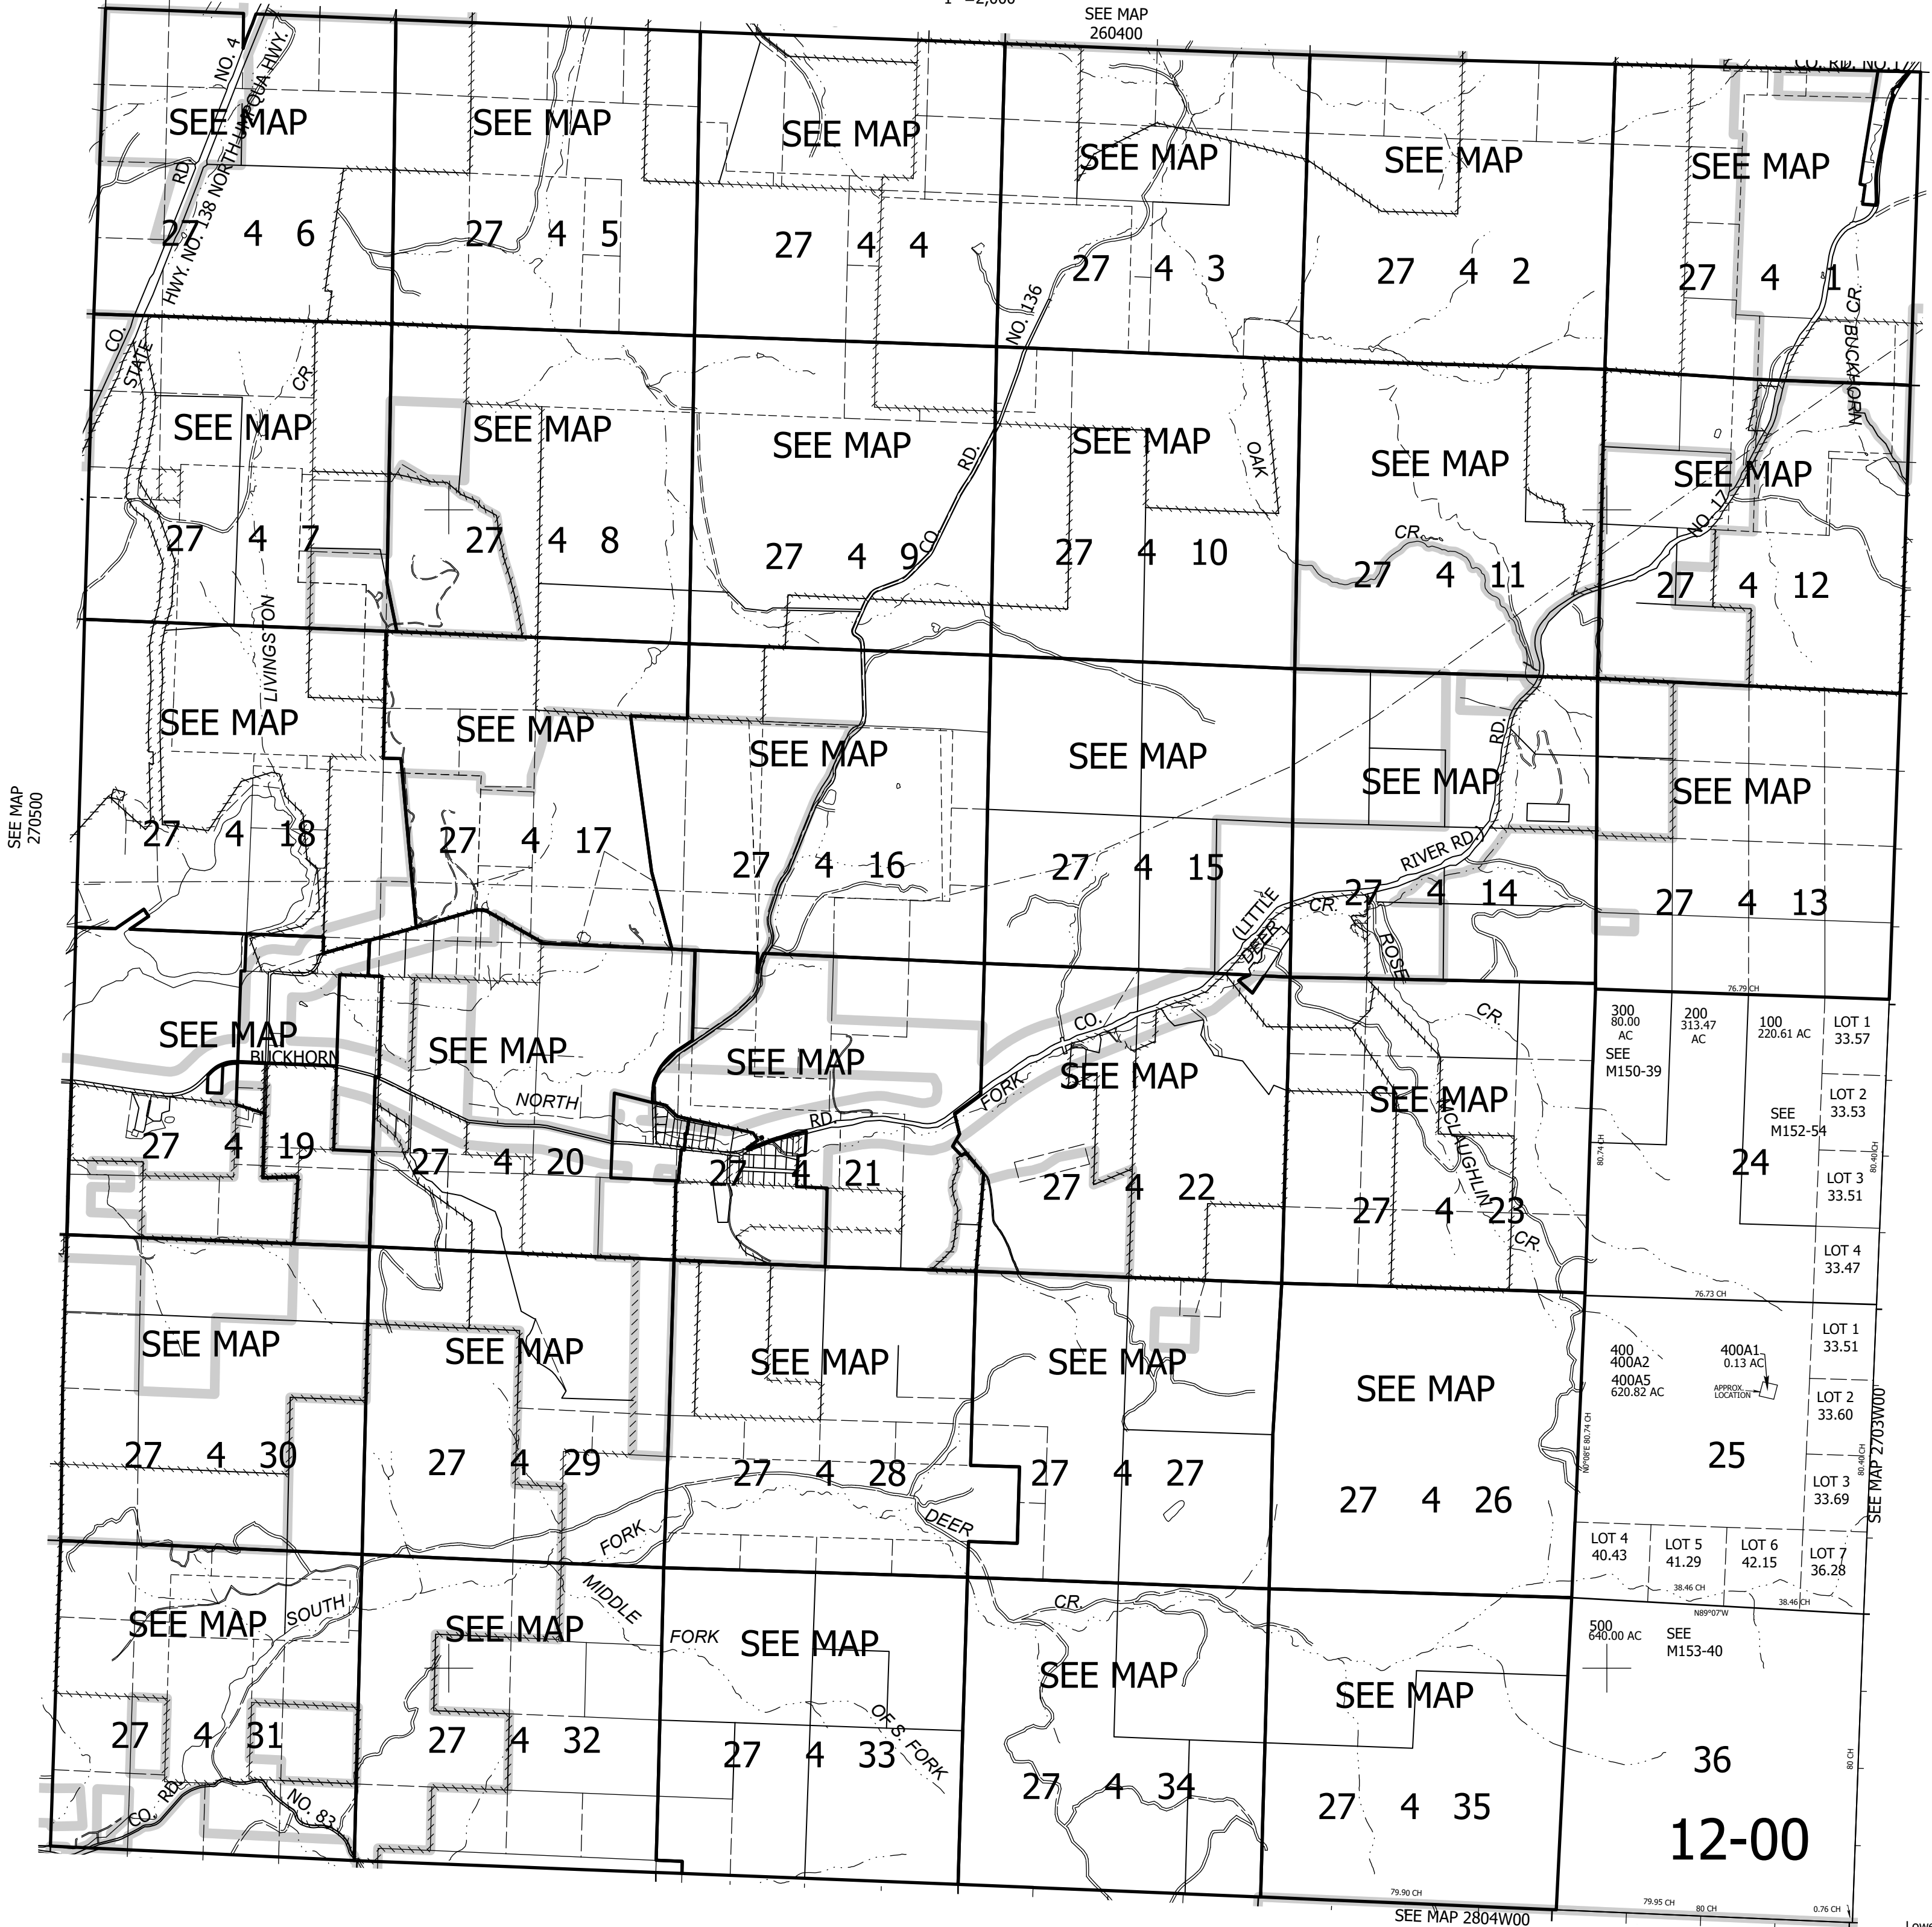 SEE MAP
260400
CO. RD. NO. 17
RD. NO. 4
HWY. NO. 138 NORTH UMPQUA HWY.
SEE MAP
27 4 6
SEE MAP
27 4 5
SEE MAP
27 4 4
SEE MAP
27 4 3
SEE MAP
27 4 2
SEE MAP
27 4 1
CO.
STATE
CR.
NO. 136
CR.
BUCKHORN
SEE MAP
27 4 7
SEE MAP
27 4 8
SEE MAP
27 4 9
RD.
CO.
SEE MAP
27 4 10
OAK
CR.
SEE MAP
27 4 11
SEE MAP
27 4 12
NO. 17
LIVINGSTON
SEE MAP
270500
SEE MAP
27 4 18
SEE MAP
27 4 17
SEE MAP
27 4 16
SEE MAP
27 4 15
SEE MAP
27 4 14
RD.
RIVER RD.)
(LITTLE
DEER
CR.
ROSE
CR.
SEE MAP
27 4 13
76.79 CH
SEE MAP
BUCKHORN
27 4 19
SEE MAP
NORTH
27 4 20
SEE MAP
RD.
27 4 21
CO.
FORK
SEE MAP
27 4 22
SEE MAP
MCLAUGHLIN
CR.
27 4 23
300
80.00
AC
SEE
M150-39
200
313.47
AC
100
220.61 AC
LOT 1
33.57
LOT 2
33.53
SEE
M152-54
24
80.74 CH
80.40 CH
LOT 3
33.51
LOT 4
33.47
76.73 CH
SEE MAP
27 4 30
SEE MAP
27 4 29
SEE MAP
27 4 28
SEE MAP
27 4 27
SEE MAP
27 4 26
400
400A2
400A5
620.82 AC
400A1
0.13 AC
APPROX.
LOCATION
LOT 1
33.51
LOT 2
33.60
25
N0°08'E 80.74 CH
80.40 CH
LOT 3
33.69
SEE MAP 2703W00
LOT 4
40.43
LOT 5
41.29
LOT 6
42.15
LOT 7
36.28
38.46 CH
38.46 CH
N89°07'W
FORK
DEER
CR.
SOUTH
MIDDLE
FORK
OF S. FORK
SEE MAP
27 4 31
CO. RD.
NO. 83
SEE MAP
27 4 32
SEE MAP
27 4 33
SEE MAP
27 4 34
SEE MAP
27 4 35
500
640.00 AC
SEE
M153-40
36
80 CH
12-00
79.90 CH
79.95 CH
80 CH
0.76 CH
SEE MAP 2804W00